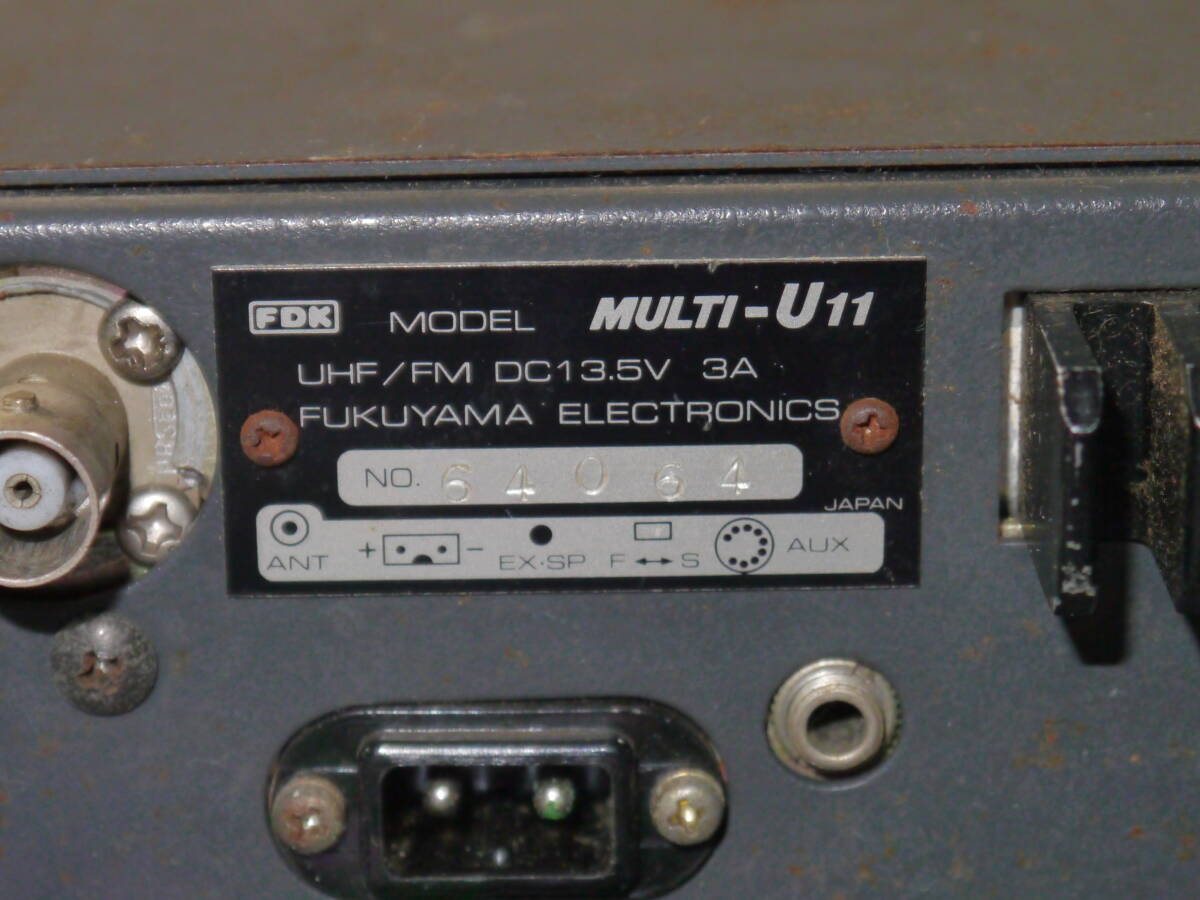 FDK MODEL MULTI-U11
UHF/FM DC13.5V 3A
FUKUYAMA ELECTRONICS
NO. 64064
JAPAN
ANT + - EX·SP F↔S AUX